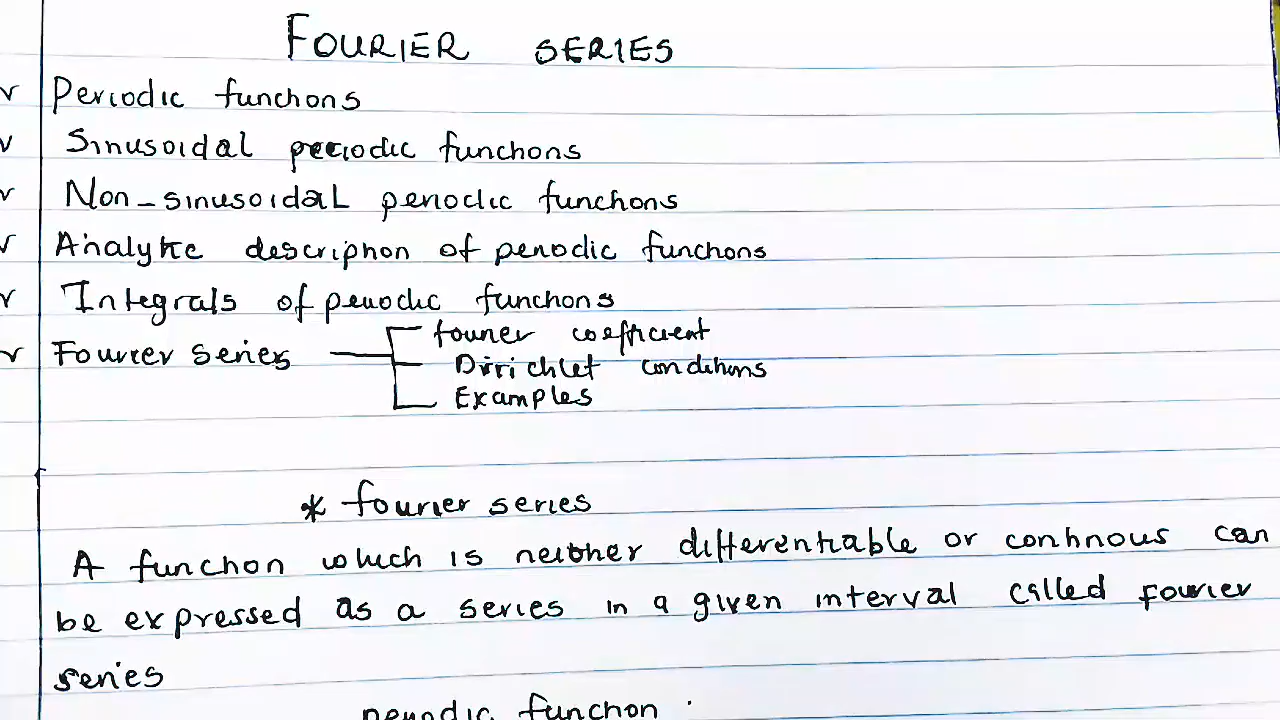 FOURIER SERIES
Periodic functions
Sinusoidal periodic functions
Non-sinusoidal periodic functions
Analytic description of periodic functions
Integrals of periodic functions
Fourier series
fourier coefficient
Dirichlet conditions
Examples
* fourier series
A function which is neither differentiable or continous can
be expressed as a series in a given interval called fourier
series
periodic function